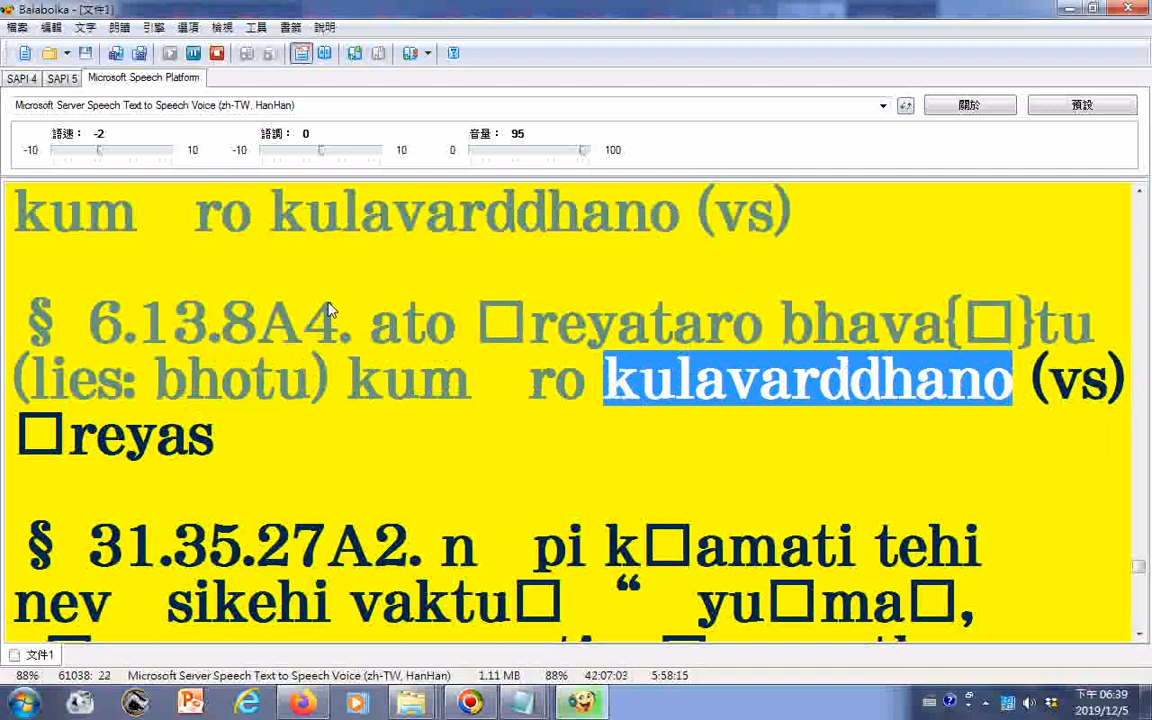 Balabolka - [文件1]
檔案 編輯 文字 朗讀 引擎 選項 檢視 工具 書籤 說明
SAPI 4 SAPI 5 Microsoft Speech Platform
Microsoft Server Speech Text to Speech Voice (zh-TW, HanHan) 關於 預設
語速： -2 語調： 0 音量： 95
-10 10 -10 10 0 100
kum ro kulavarddhano (vs)
§ 6.13.8A4. ato □reyataro bhava{□}tu
(lies: bhotu) kum ro kulavarddhano (vs)
□reyas
§ 31.35.27A2. n pi k□amati tehi
nev sikehi vaktu□ “ yu□ma□,
文件1
88% 61038: 22 Microsoft Server Speech Text to Speech Voice (zh-TW, HanHan) 1.11 MB 88% 42:07:03 5:58:15
下午 06:39
2019/12/5